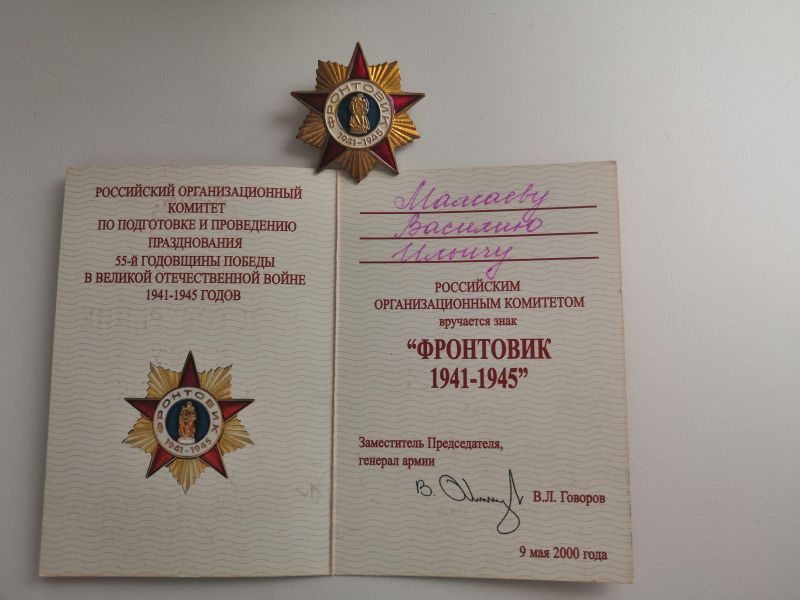 ФРОНТОВИК
1941-1945
РОССИЙСКИЙ ОРГАНИЗАЦИОННЫЙ
КОМИТЕТ
ПО ПОДГОТОВКЕ И ПРОВЕДЕНИЮ
ПРАЗДНОВАНИЯ
55-й ГОДОВЩИНЫ ПОБЕДЫ
В ВЕЛИКОЙ ОТЕЧЕСТВЕННОЙ ВОЙНЕ
1941-1945 ГОДОВ
ФРОНТОВИК
1941-1945
Мамаеву
Василию
Ильичу
РОССИЙСКИМ
ОРГАНИЗАЦИОННЫМ КОМИТЕТОМ
вручается знак
“ФРОНТОВИК
1941-1945”
Заместитель Председателя,
генерал армии
В.Л. Говоров
9 мая 2000 года